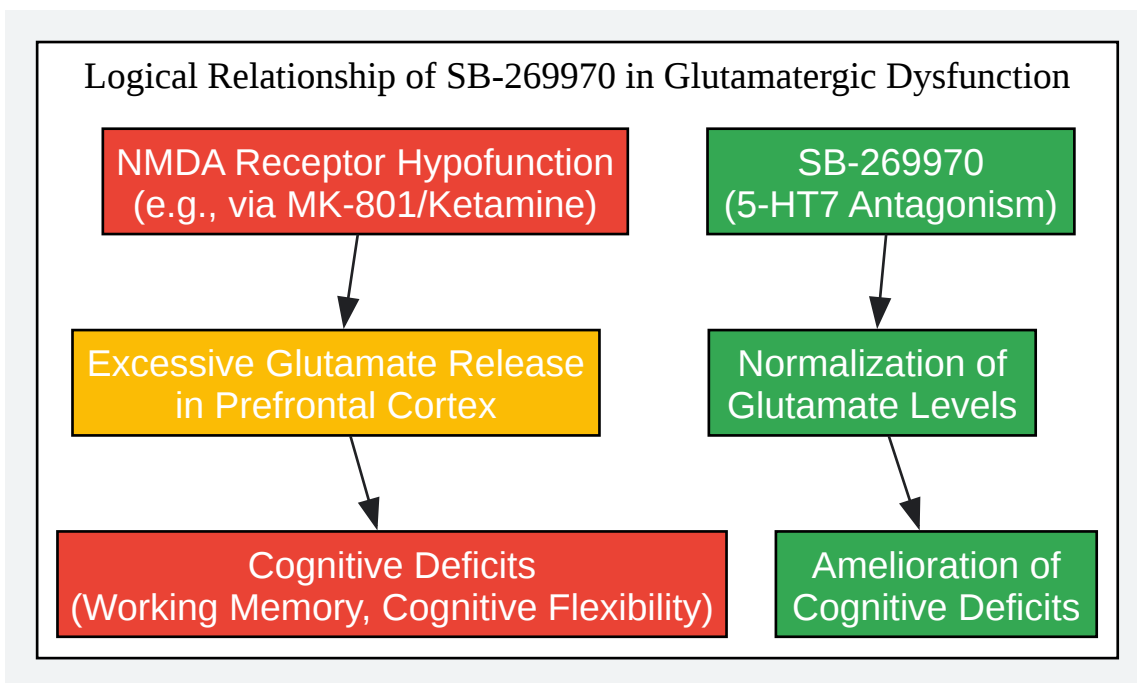 Logical Relationship of SB-269970 in Glutamatergic Dysfunction
NMDA Receptor Hypofunction
(e.g., via MK-801/Ketamine)
SB-269970
(5-HT7 Antagonism)
Excessive Glutamate Release
in Prefrontal Cortex
Normalization of
Glutamate Levels
Cognitive Deficits
(Working Memory, Cognitive Flexibility)
Amelioration of
Cognitive Deficits